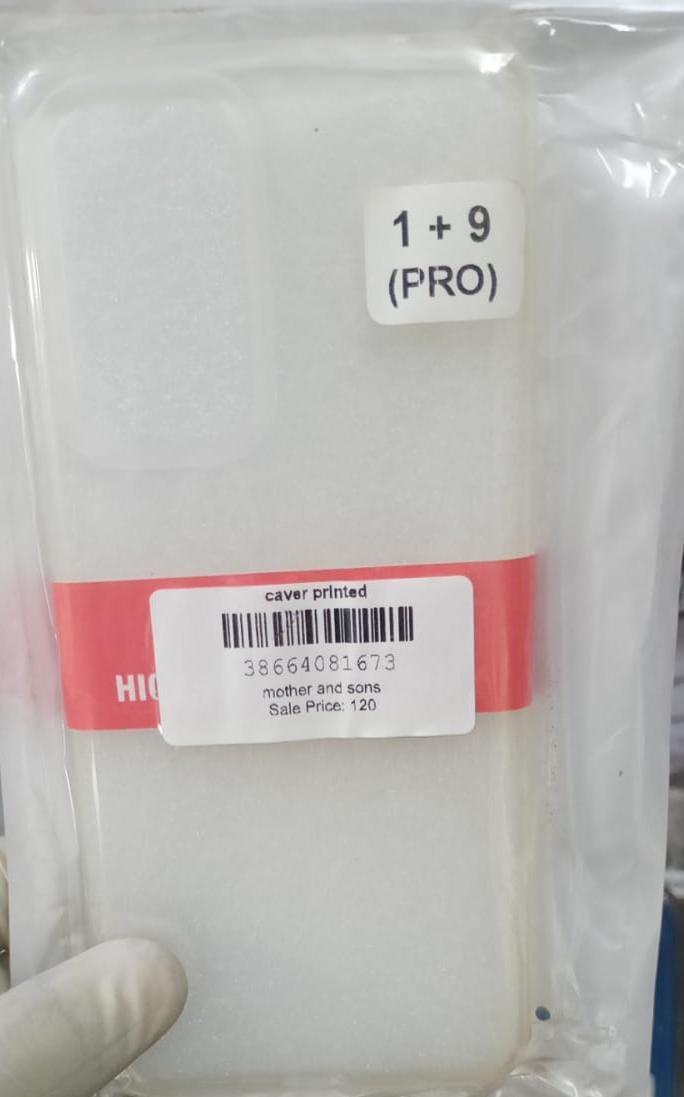 1 + 9
(PRO)
caver printed
38664081673
HIG
mother and sons
Sale Price: 120